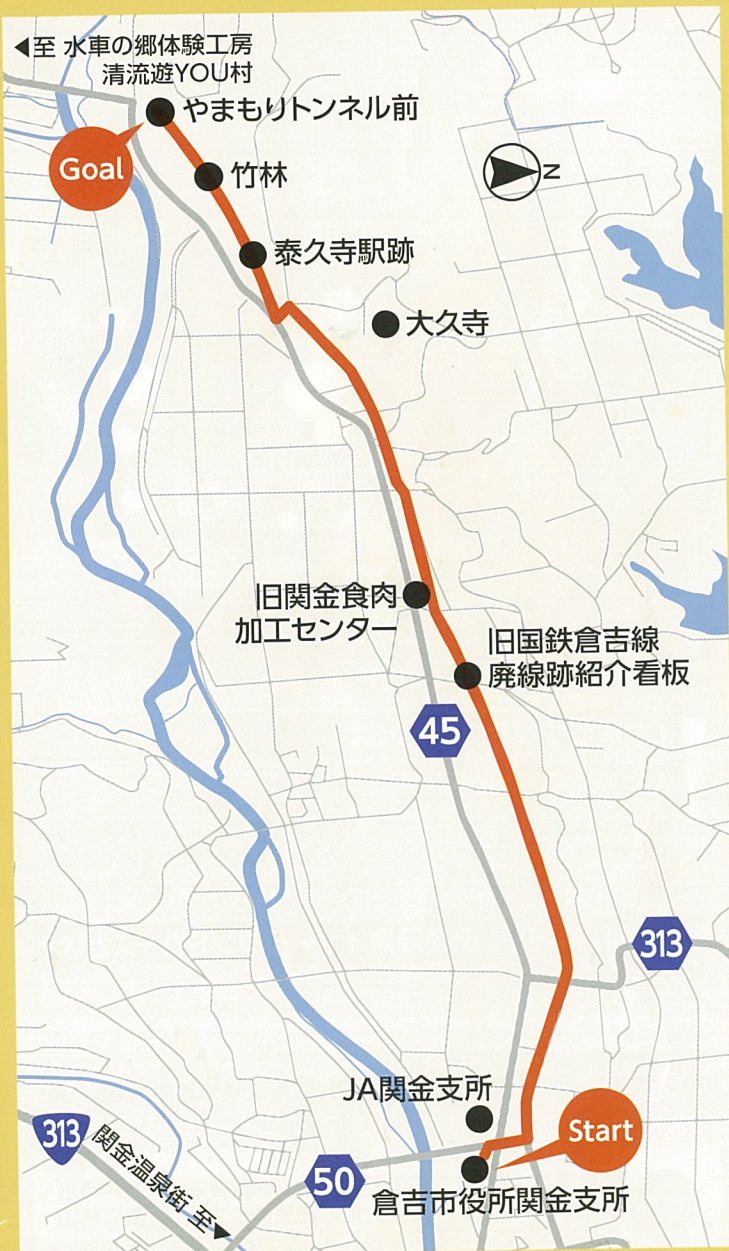 ◀至 水車の郷体験工房
清流遊YOU村
やまもりトンネル前
Goal
竹林
N
泰久寺駅跡
大久寺
旧関金食肉
加工センター
旧国鉄倉吉線
廃線跡紹介看板
45
313
JA関金支所
Start
313
関金温泉街 至▶
50
倉吉市役所関金支所